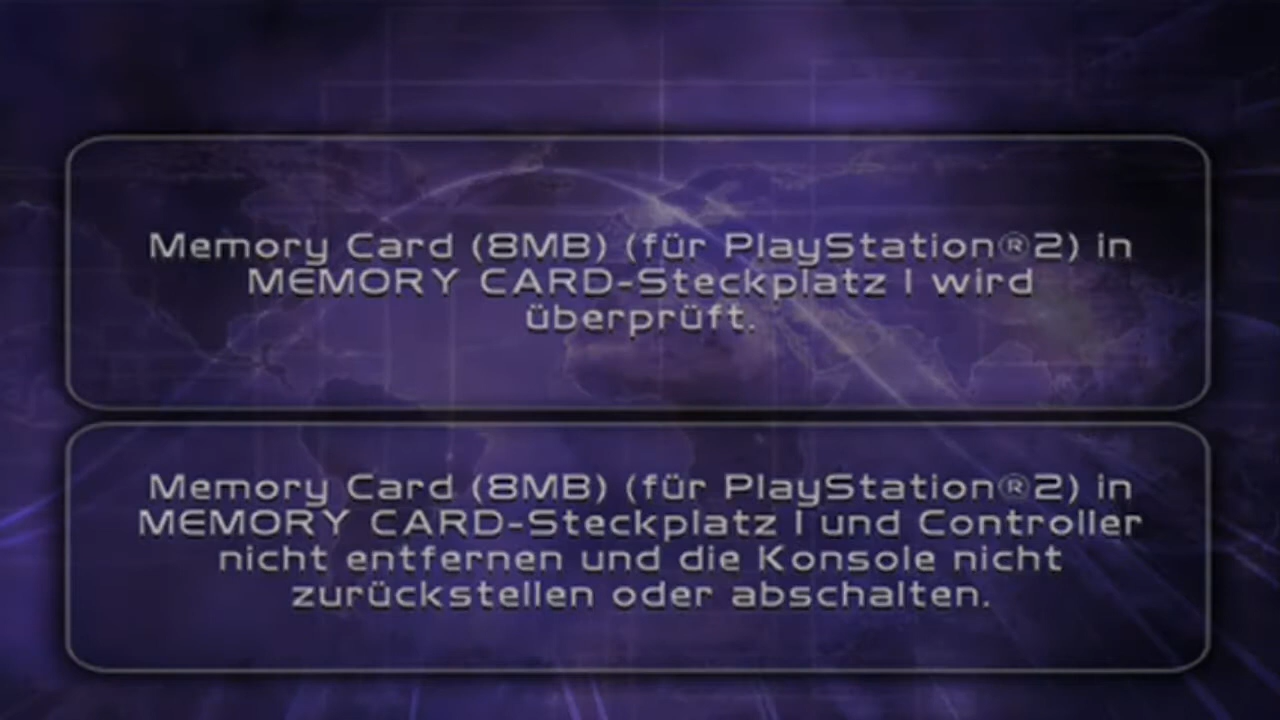 Memory Card (8MB) (für PlayStation®2) in
MEMORY CARD-Steckplatz 1 wird
überprüft.
Memory Card (8MB) (für PlayStation®2) in
MEMORY CARD-Steckplatz 1 und Controller
nicht entfernen und die Konsole nicht
zurückstellen oder abschalten.